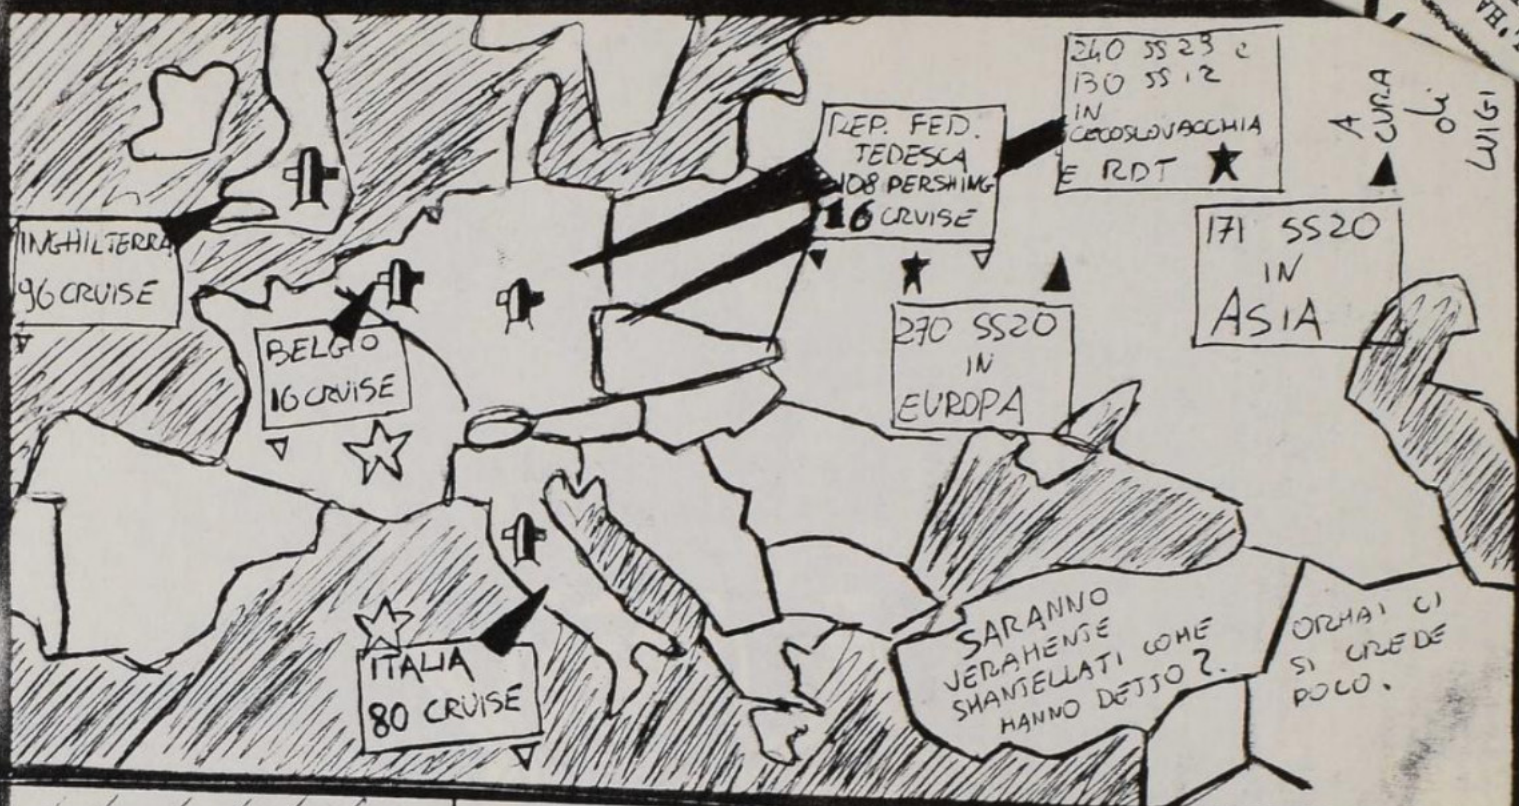 240 SS23 e
130 SS12
IN
CECOSLOVACCHIA
E RDT
A
CURA
di
LUIGI
REP. FED.
TEDESCA
108 PERSHING
16 CRUISE
171 SS20
IN
ASIA
INGHILTERRA
96 CRUISE
270 SS20
IN
EUROPA
BELGIO
16 CRUISE
ITALIA
80 CRUISE
SARANNO
VERAMENTE
SMANTELLATI COME
HANNO DETTO?.
ORMAI CI
SI CREDE
POCO.